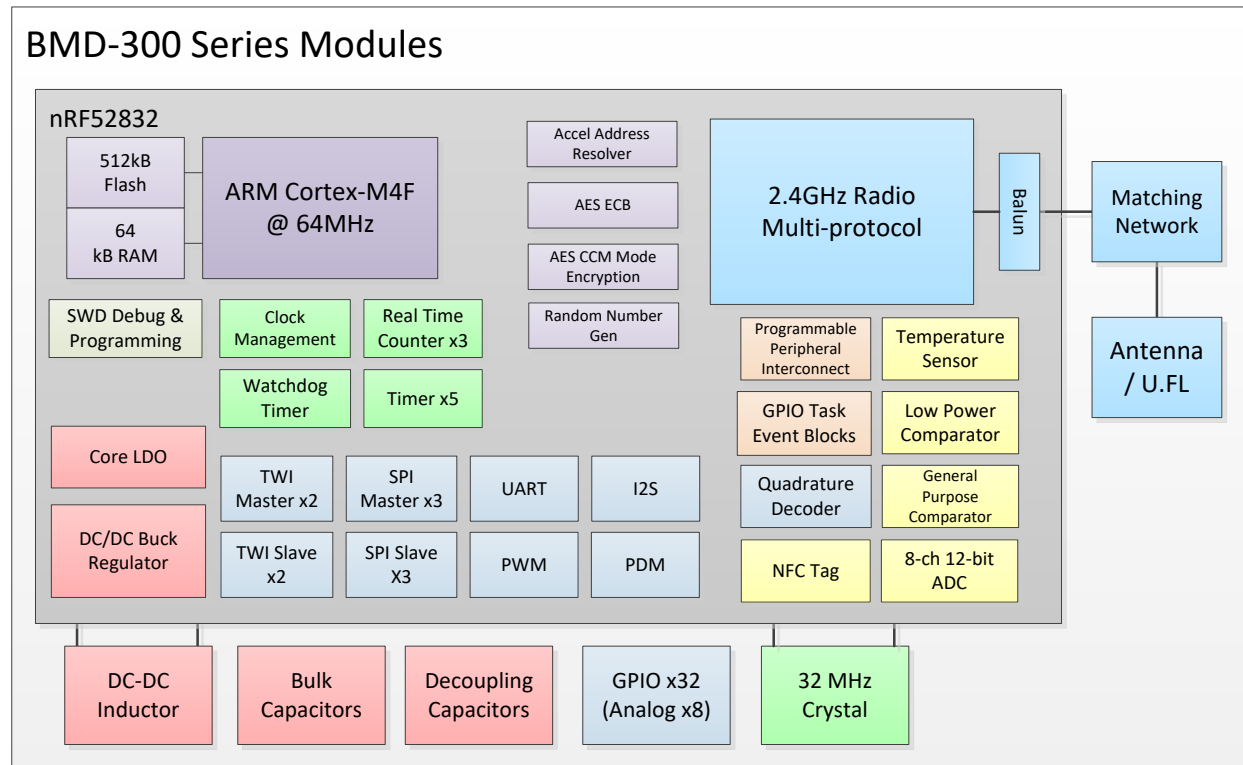 BMD-300 Series Modules
nRF52832
512kB
Flash
64
kB RAM
ARM Cortex-M4F
@ 64MHz
Accel Address
Resolver
AES ECB
AES CCM Mode
Encryption
Random Number
Gen
2.4GHz Radio
Multi-protocol
Balun
Matching
Network
Antenna
/ U.FL
SWD Debug &
Programming
Clock
Management
Real Time
Counter x3
Watchdog
Timer
Timer x5
Programmable
Peripheral
Interconnect
Temperature
Sensor
GPIO Task
Event Blocks
Low Power
Comparator
Core LDO
DC/DC Buck
Regulator
TWI
Master x2
SPI
Master x3
UART
I2S
TWI Slave
x2
SPI Slave
X3
PWM
PDM
Quadrature
Decoder
General
Purpose
Comparator
NFC Tag
8-ch 12-bit
ADC
DC-DC
Inductor
Bulk
Capacitors
Decoupling
Capacitors
GPIO x32
(Analog x8)
32 MHz
Crystal